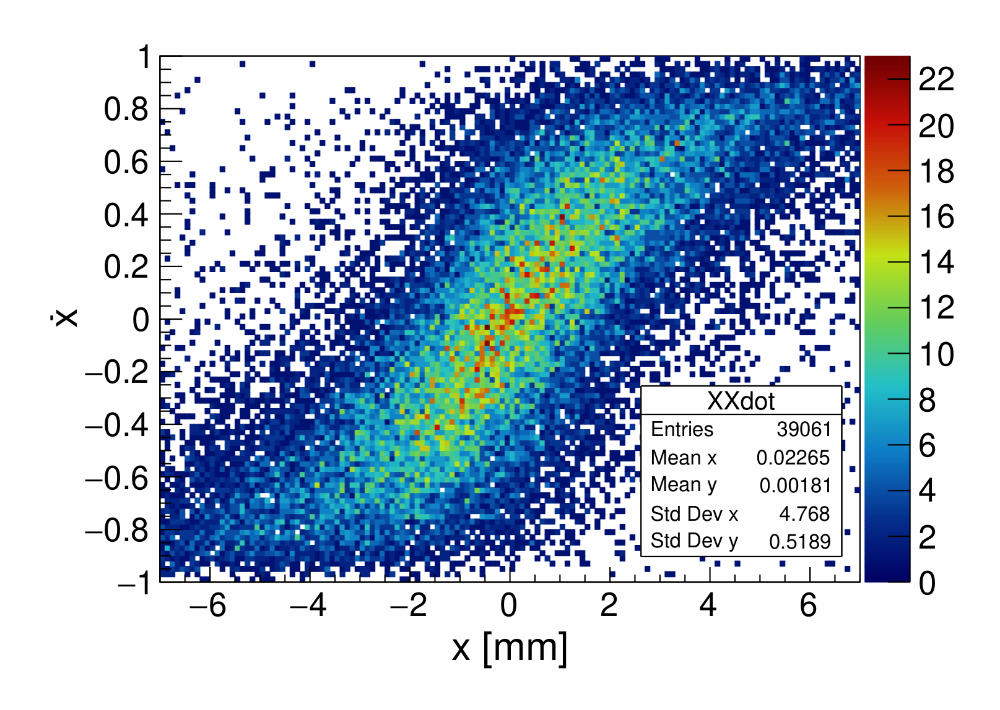 1
0.8
0.6
0.4
0.2
0
−0.2
−0.4
−0.6
−0.8
−1
ẋ
−6 −4 −2 0 2 4 6
x [mm]
XXdot
Entries 39061
Mean x 0.02265
Mean y 0.00181
Std Dev x 4.768
Std Dev y 0.5189
22
20
18
16
14
12
10
8
6
4
2
0